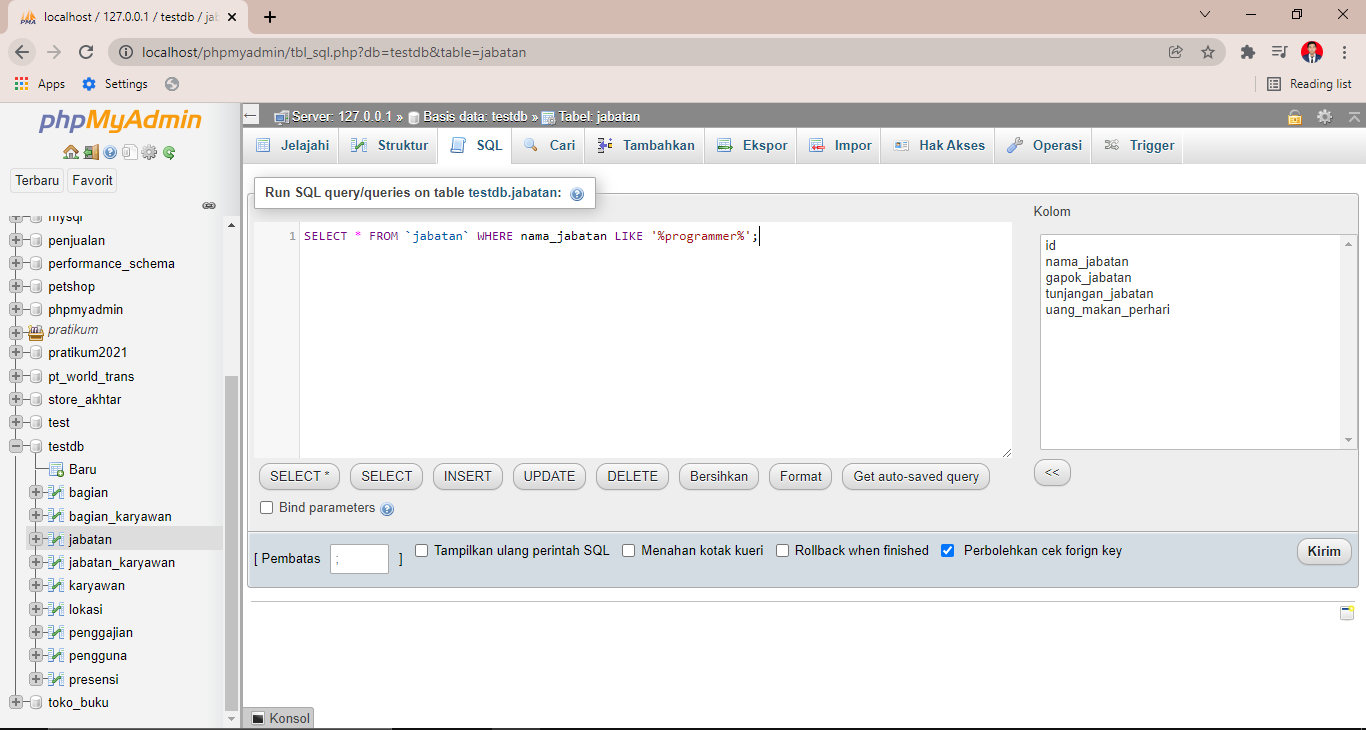 localhost / 127.0.0.1 / testdb / jab
localhost/phpmyadmin/tbl_sql.php?db=testdb&table=jabatan
Apps Settings Reading list
phpMyAdmin
Terbaru Favorit
mysql
penjualan
performance_schema
petshop
phpmyadmin
pratikum
pratikum2021
pt_world_trans
store_akhtar
test
testdb
Baru
bagian
bagian_karyawan
jabatan
jabatan_karyawan
karyawan
lokasi
penggajian
pengguna
presensi
toko_buku
Server: 127.0.0.1 » Basis data: testdb » Tabel: jabatan
Jelajahi Struktur SQL Cari Tambahkan Ekspor Impor Hak Akses Operasi Trigger
Run SQL query/queries on table testdb.jabatan:
1 SELECT * FROM `jabatan` WHERE nama_jabatan LIKE '%programmer%';
Kolom
id
nama_jabatan
gapok_jabatan
tunjangan_jabatan
uang_makan_perhari
SELECT * SELECT INSERT UPDATE DELETE Bersihkan Format Get auto-saved query <<
Bind parameters
[ Pembatas ; ] Tampilkan ulang perintah SQL Menahan kotak kueri Rollback when finished Perbolehkan cek forign key Kirim
Konsol